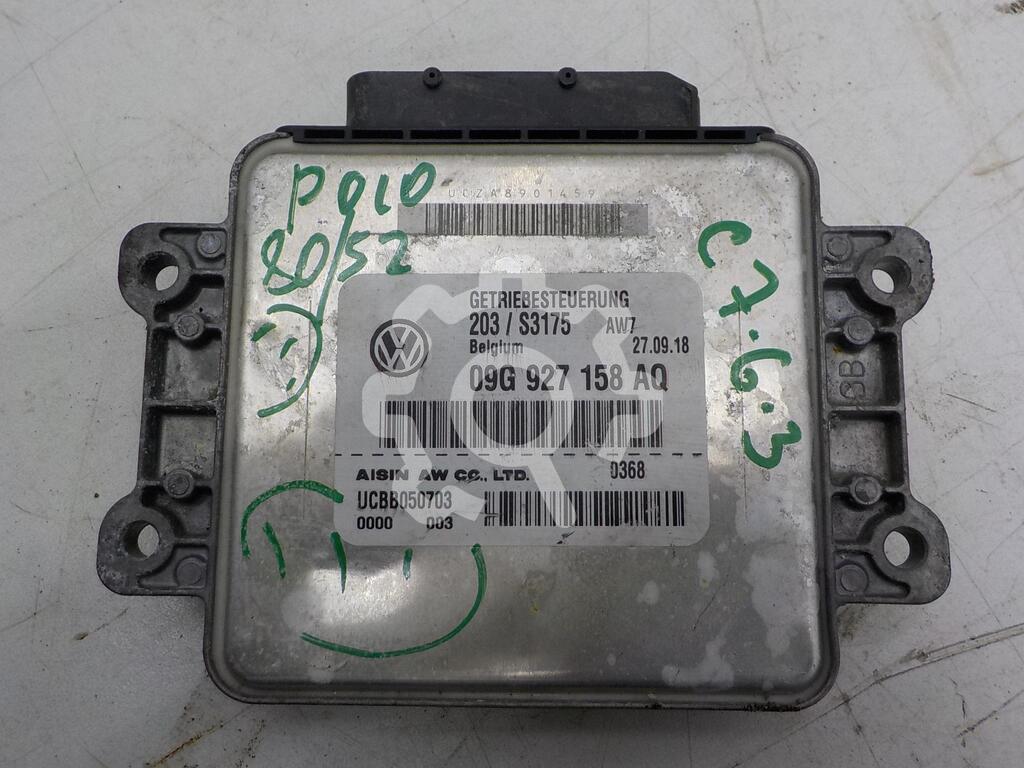 UCZA8901459
POLO
80/52
C7.6.3
GETRIEBESTEUERUNG
203 / S3175 AW7
Belgium 27.09.18
09G 927 158 AQ
AISIN AW CO., LTD. 0368
UCBB050703
0000 003